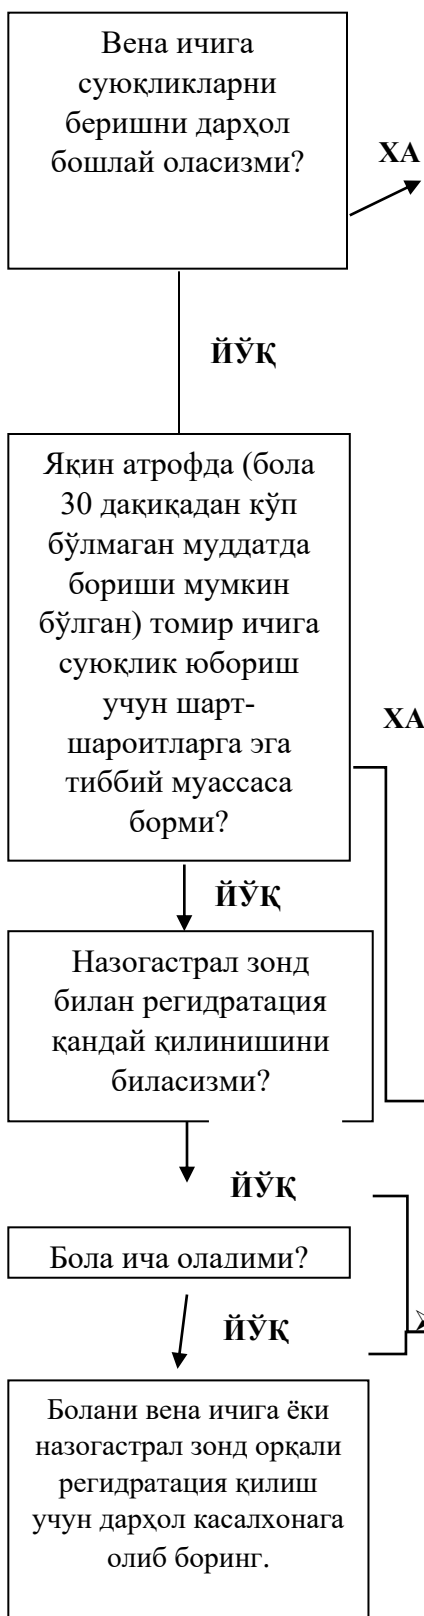 Вена ичига
суюқликларни
беришни дарҳол
бошлай оласизми?
ХА
ЙЎҚ
Яқин атрофда (бола
30 дақиқадан кўп
бўлмаган муддатда
бориши мумкин
бўлган) томир ичига
суюқлик юбориш
учун шарт-
шароитларга эга
тиббий муассаса
борми?
ХА
ЙЎҚ
Назогастрал зонд
билан регидратация
қандай қилинишини
биласизми?
ЙЎҚ
Бола ича оладими?
ЙЎҚ
Болани вена ичига ёки
назогастрал зонд орқали
регидратация қилиш
учун дарҳол касалхонага
олиб боринг.